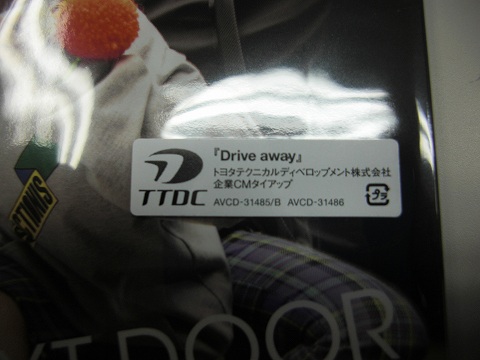 『Drive away』
トヨタテクニカルディベロップメント株式会社
企業CMタイアップ
TTDC
AVCD-31485/B AVCD-31486
プラ
DOOR